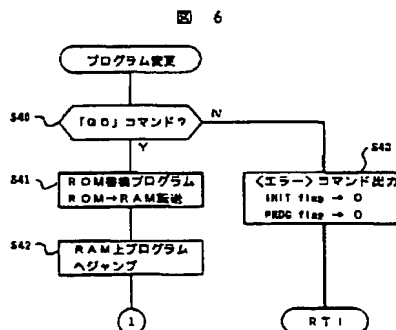 図 6
プログラム変更
S40
「GO」コマンド?
N
Y
S43
S41
ROM書換プログラム
ROM→RAM転送
<エラー>コマンド出力
INIT flag → 0
PROG flag → 0
S42
RAM上プログラム
へジャンプ
1
RTI